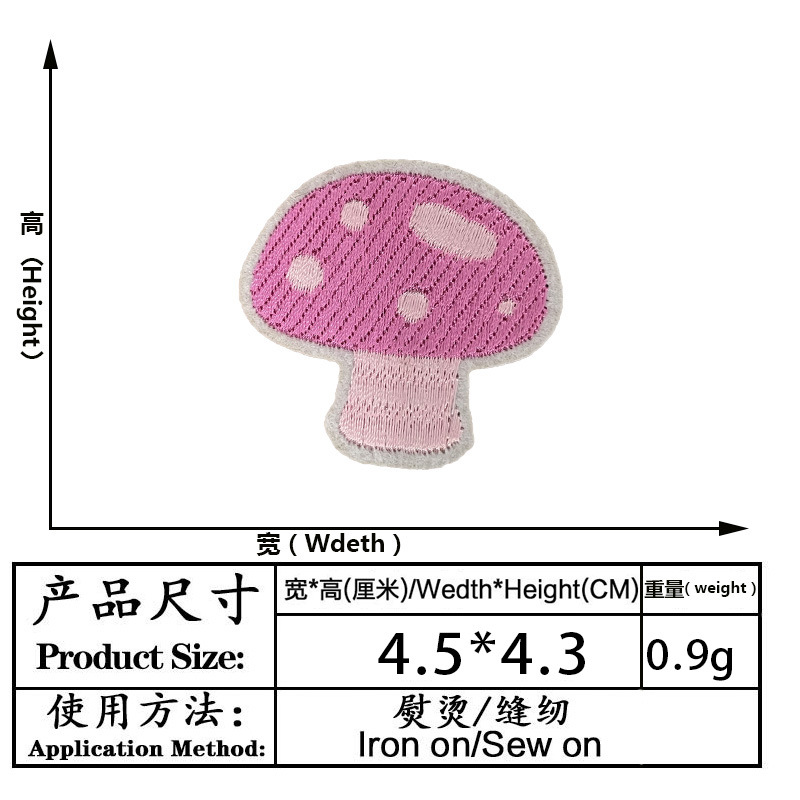 高（Height）
宽（Wdeth）
产品尺寸
Product Size:
宽*高(厘米)/Wedth*Height(CM)
重量( weight )
4.5*4.3
0.9g
使用方法：
Application Method:
熨烫/缝纫
Iron on/Sew on